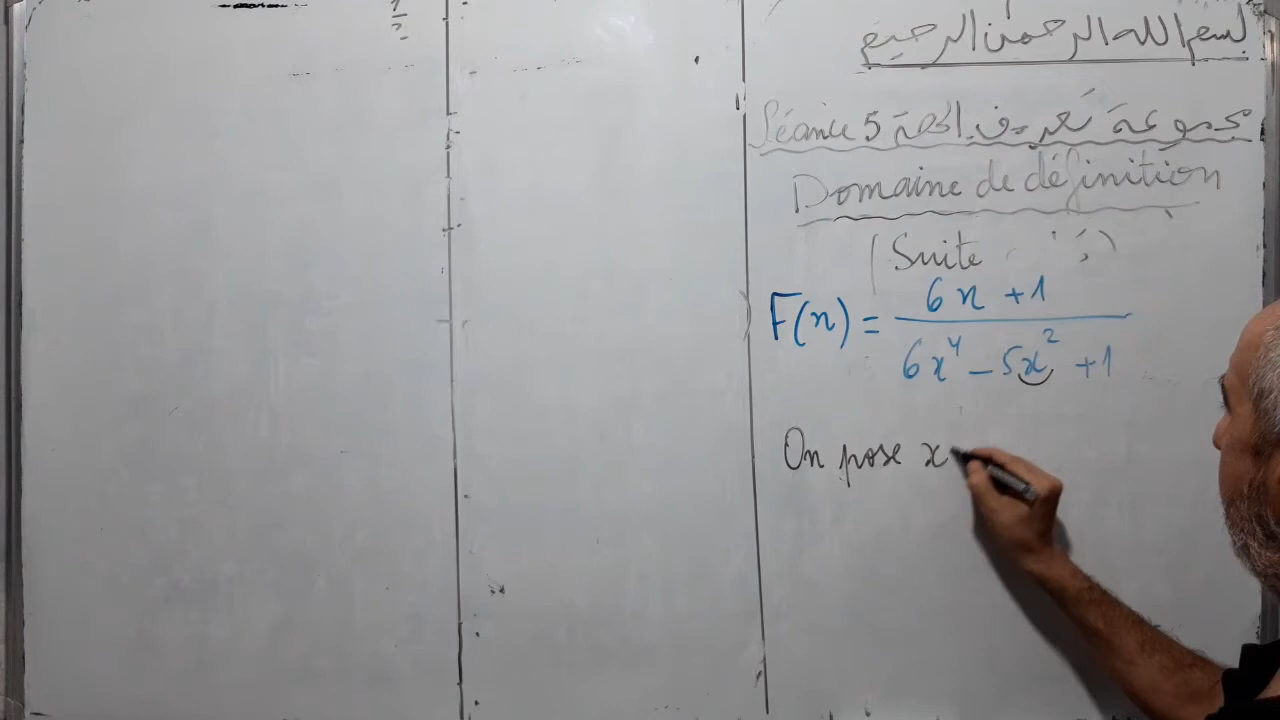 بسم الله الرحمن الرحيم
مجموعة تعريف الحصة 5 Séance
Domaine de définition
(Suite)
F(x) = 6x + 1 / 6x⁴ - 5x² + 1
On pose x